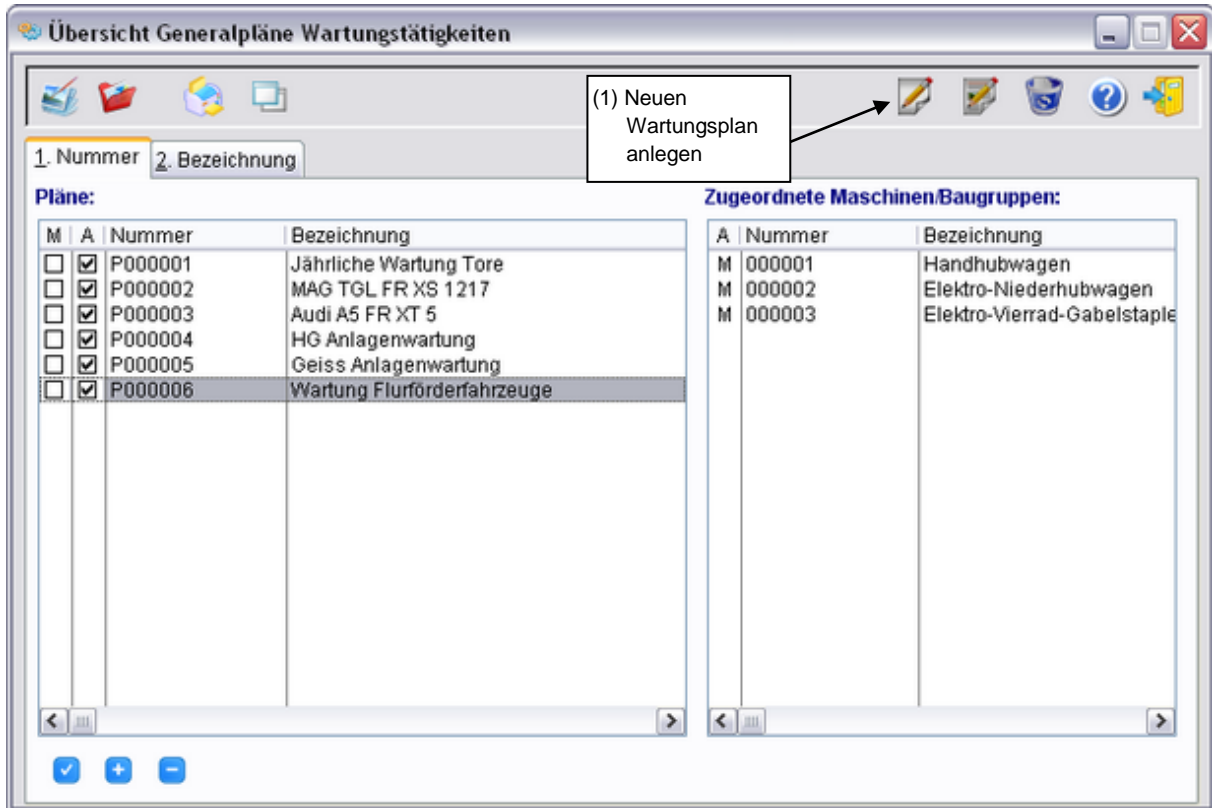 Übersicht Generalpläne Wartungstätigkeiten
(1) Neuen
Wartungsplan
anlegen
1. Nummer
2. Bezeichnung
Pläne:
M A Nummer Bezeichnung
P000001 Jährliche Wartung Tore
P000002 MAG TGL FR XS 1217
P000003 Audi A5 FR XT 5
P000004 HG Anlagenwartung
P000005 Geiss Anlagenwartung
P000006 Wartung Flurförderfahrzeuge
Zugeordnete Maschinen/Baugruppen:
A Nummer Bezeichnung
M 000001 Handhubwagen
M 000002 Elektro-Niederhubwagen
M 000003 Elektro-Vierrad-Gabelstaple